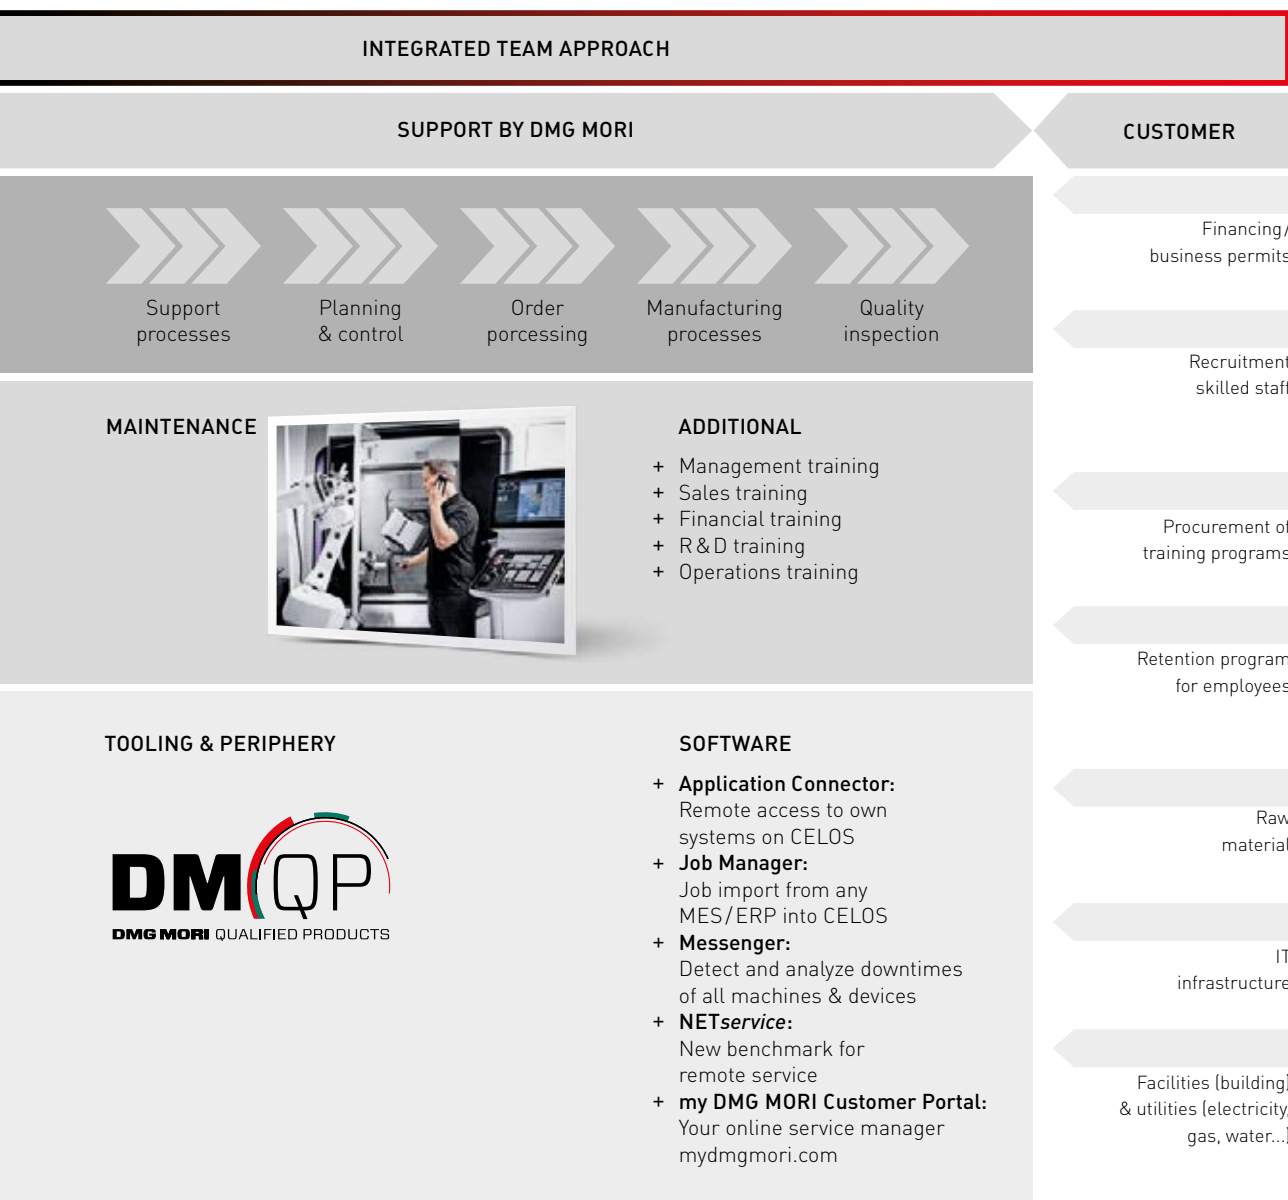 INTEGRATED TEAM APPROACH
SUPPORT BY DMG MORI
Support
processes
Planning
& control
Order
porcessing
Manufacturing
processes
Quality
inspection
MAINTENANCE
ADDITIONAL
+ Management training
+ Sales training
+ Financial training
+ R&D training
+ Operations training
TOOLING & PERIPHERY
DMQP
DMG MORI QUALIFIED PRODUCTS
SOFTWARE
+ Application Connector:
Remote access to own
systems on CELOS
+ Job Manager:
Job import from any
MES/ERP into CELOS
+ Messenger:
Detect and analyze downtimes
of all machines & devices
+ NETservice:
New benchmark for
remote service
+ my DMG MORI Customer Portal:
Your online service manager
mydmgmori.com
CUSTOMER
Financing/
business permits
Recruitment
skilled staff
Procurement of
training programs
Retention program
for employees
Raw
material
IT
infrastructure
Facilities (building)
& utilities (electricity,
gas, water...)